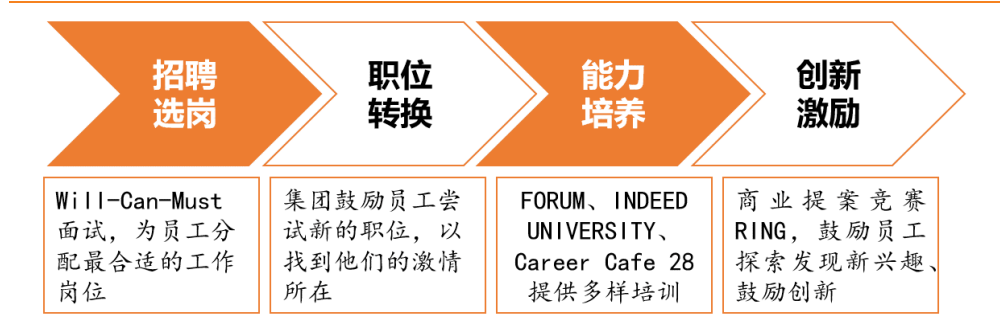 招聘
选岗
职位
转换
能力
培养
创新
激励
Will-Can-Must
面试，为员工分
配最合适的工作
岗位
集团鼓励员工尝
试新的职位，以
找到他们的激情
所在
FORUM、INDEED
UNIVERSITY、
Career Cafe 28
提供多样培训
商业提案竞赛
RING，鼓励员工
探索发现新兴趣、
鼓励创新